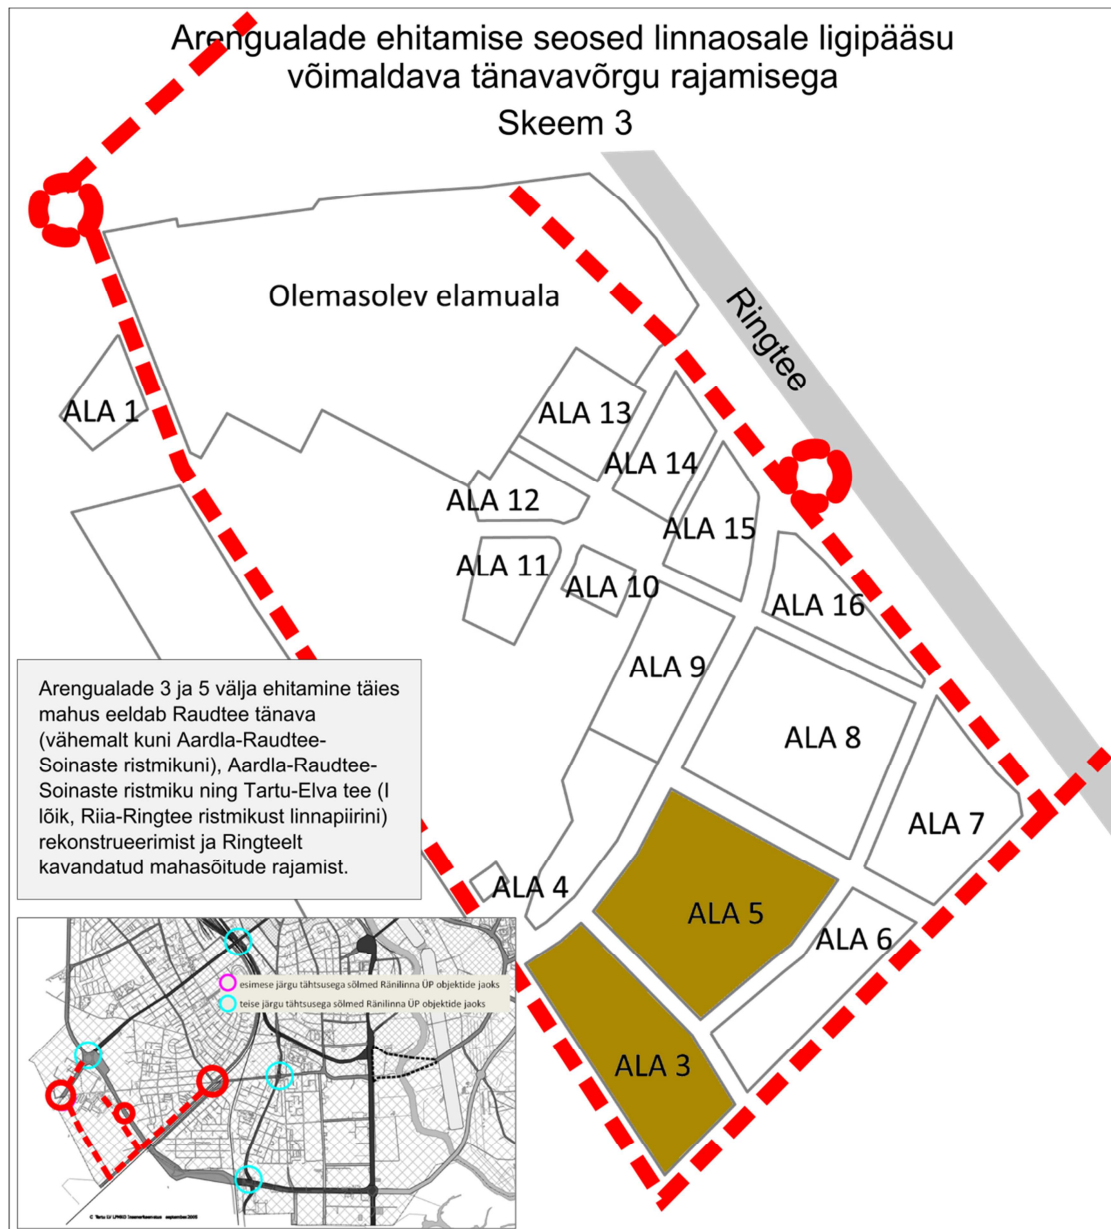 Arengualade ehitamise seosed linnaosale ligipääsu
võimaldava tänavavõrgu rajamisega
Skeem 3
Olemasolev elamuala
Ringtee
ALA 1
ALA 13
ALA 14
ALA 12
ALA 15
ALA 11
ALA 10
ALA 16
ALA 9
ALA 8
ALA 7
ALA 4
ALA 5
ALA 6
ALA 3
Arengualade 3 ja 5 välja ehitamine täies
mahus eeldab Raudtee tänava
(vähemalt kuni Aardla-Raudtee-
Soinaste ristmikuni), Aardla-Raudtee-
Soinaste ristmiku ning Tartu-Elva tee (I
lõik, Riia-Ringtee ristmikust linnapiirini)
rekonstrueerimist ja Ringteelt
kavandatud mahasõitude rajamist.
esimese järgu tähtsusega sõlmed Ränilinna ÜP objektide jaoks
teise järgu tähtsusega sõlmed Ränilinna ÜP objektide jaoks